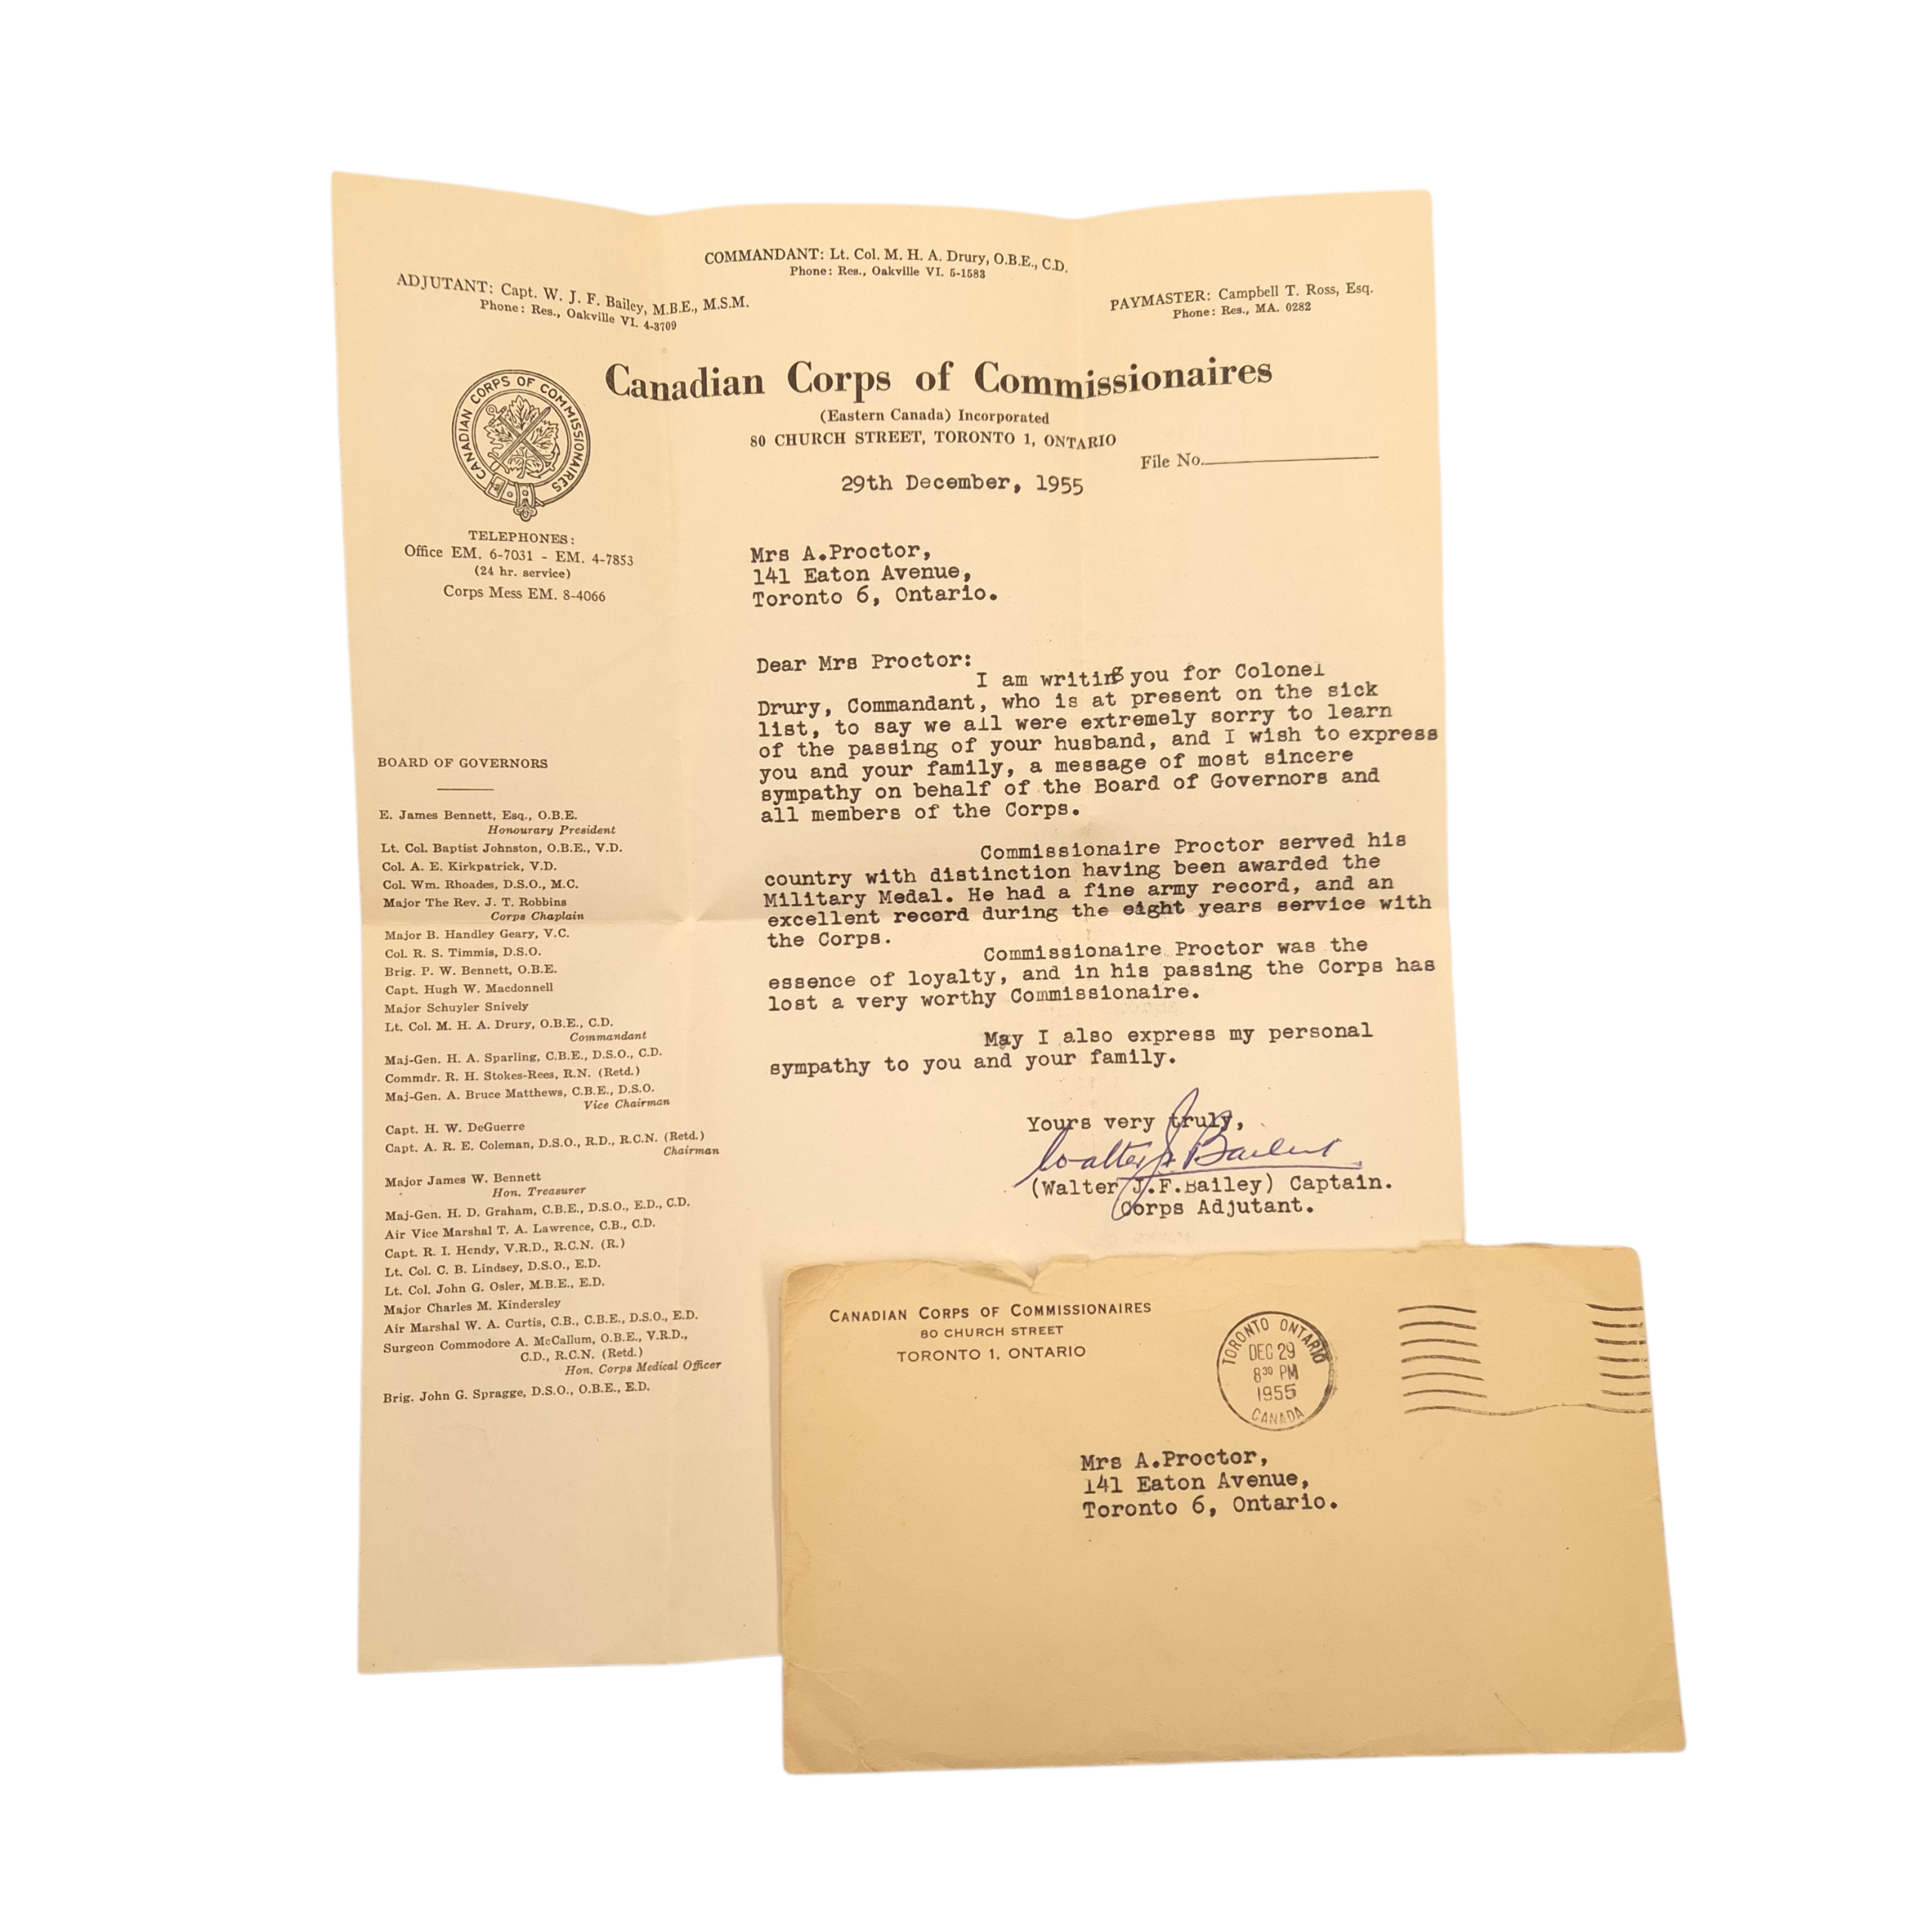 COMMANDANT: Lt. Col. M. H. A. Drury, O.B.E., C.D.
Phone: Res., Oakville VI. 5-1583
ADJUTANT: Capt. W. J. F. Bailey, M.B.E., M.S.M.
Phone: Res., Oakville VI. 4-3709
PAYMASTER: Campbell T. Ross, Esq.
Phone: Res., MA. 0282
Canadian Corps of Commissionaires
(Eastern Canada) Incorporated
80 CHURCH STREET, TORONTO 1, ONTARIO
File No.
CANADIAN CORPS OF COMMISSIONAIRES
29th December, 1955
TELEPHONES:
Office EM. 6-7031 - EM. 4-7853
(24 hr. service)
Corps Mess EM. 8-4066
Mrs A.Proctor,
141 Eaton Avenue,
Toronto 6, Ontario.
Dear Mrs Proctor:
I am writing you for Colonel
Drury, Commandant, who is at present on the sick
list, to say we all were extremely sorry to learn
of the passing of your husband, and I wish to express
you and your family, a message of most sincere
sympathy on behalf of the Board of Governors and
all members of the Corps.
Commissionaire Proctor served his
country with distinction having been awarded the
Military Medal. He had a fine army record, and an
excellent record during the eight years service with
the Corps.
Commissionaire Proctor was the
essence of loyalty, and in his passing the Corps has
lost a very worthy Commissionaire.
May I also express my personal
sympathy to you and your family.
Yours very truly,
Walter J. Bailey
(Walter J.F.Bailey) Captain.
Corps Adjutant.
BOARD OF GOVERNORS
E. James Bennett, Esq., O.B.E.
Honourary President
Lt. Col. Baptist Johnston, O.B.E., V.D.
Col. A. E. Kirkpatrick, V.D.
Col. Wm. Rhoades, D.S.O., M.C.
Major The Rev. J. T. Robbins
Corps Chaplain
Major B. Handley Geary, V.C.
Col. R. S. Timmis, D.S.O.
Brig. P. W. Bennett, O.B.E.
Capt. Hugh W. Macdonnell
Major Schuyler Snively
Lt. Col. M. H. A. Drury, O.B.E., C.D.
Commandant
Maj-Gen. H. A. Sparling, C.B.E., D.S.O., C.D.
Commdr. R. H. Stokes-Rees, R.N. (Retd.)
Maj-Gen. A. Bruce Matthews, C.B.E., D.S.O.
Vice Chairman
Capt. H. W. DeGuerre
Capt. A. R. E. Coleman, D.S.O., R.D., R.C.N. (Retd.)
Chairman
Major James W. Bennett
Hon. Treasurer
Maj-Gen. H. D. Graham, C.B.E., D.S.O., E.D., C.D.
Air Vice Marshal T. A. Lawrence, C.B., C.D.
Capt. R. I. Hendy, V.R.D., R.C.N. (R.)
Lt. Col. C. B. Lindsey, D.S.O., E.D.
Lt. Col. John G. Osler, M.B.E., E.D.
Major Charles M. Kindersley
Air Marshal W. A. Curtis, C.B., C.B.E., D.S.O., E.D.
Surgeon Commodore A. McCallum, O.B.E., V.R.D.,
C.D., R.C.N. (Retd.)
Hon. Corps Medical Officer
Brig. John G. Spragge, D.S.O., O.B.E., E.D.
CANADIAN CORPS OF COMMISSIONAIRES
80 CHURCH STREET
TORONTO 1, ONTARIO
TORONTO ONTARIO
DEC 29
8 30 PM
1955
CANADA
Mrs A.Proctor,
141 Eaton Avenue,
Toronto 6, Ontario.